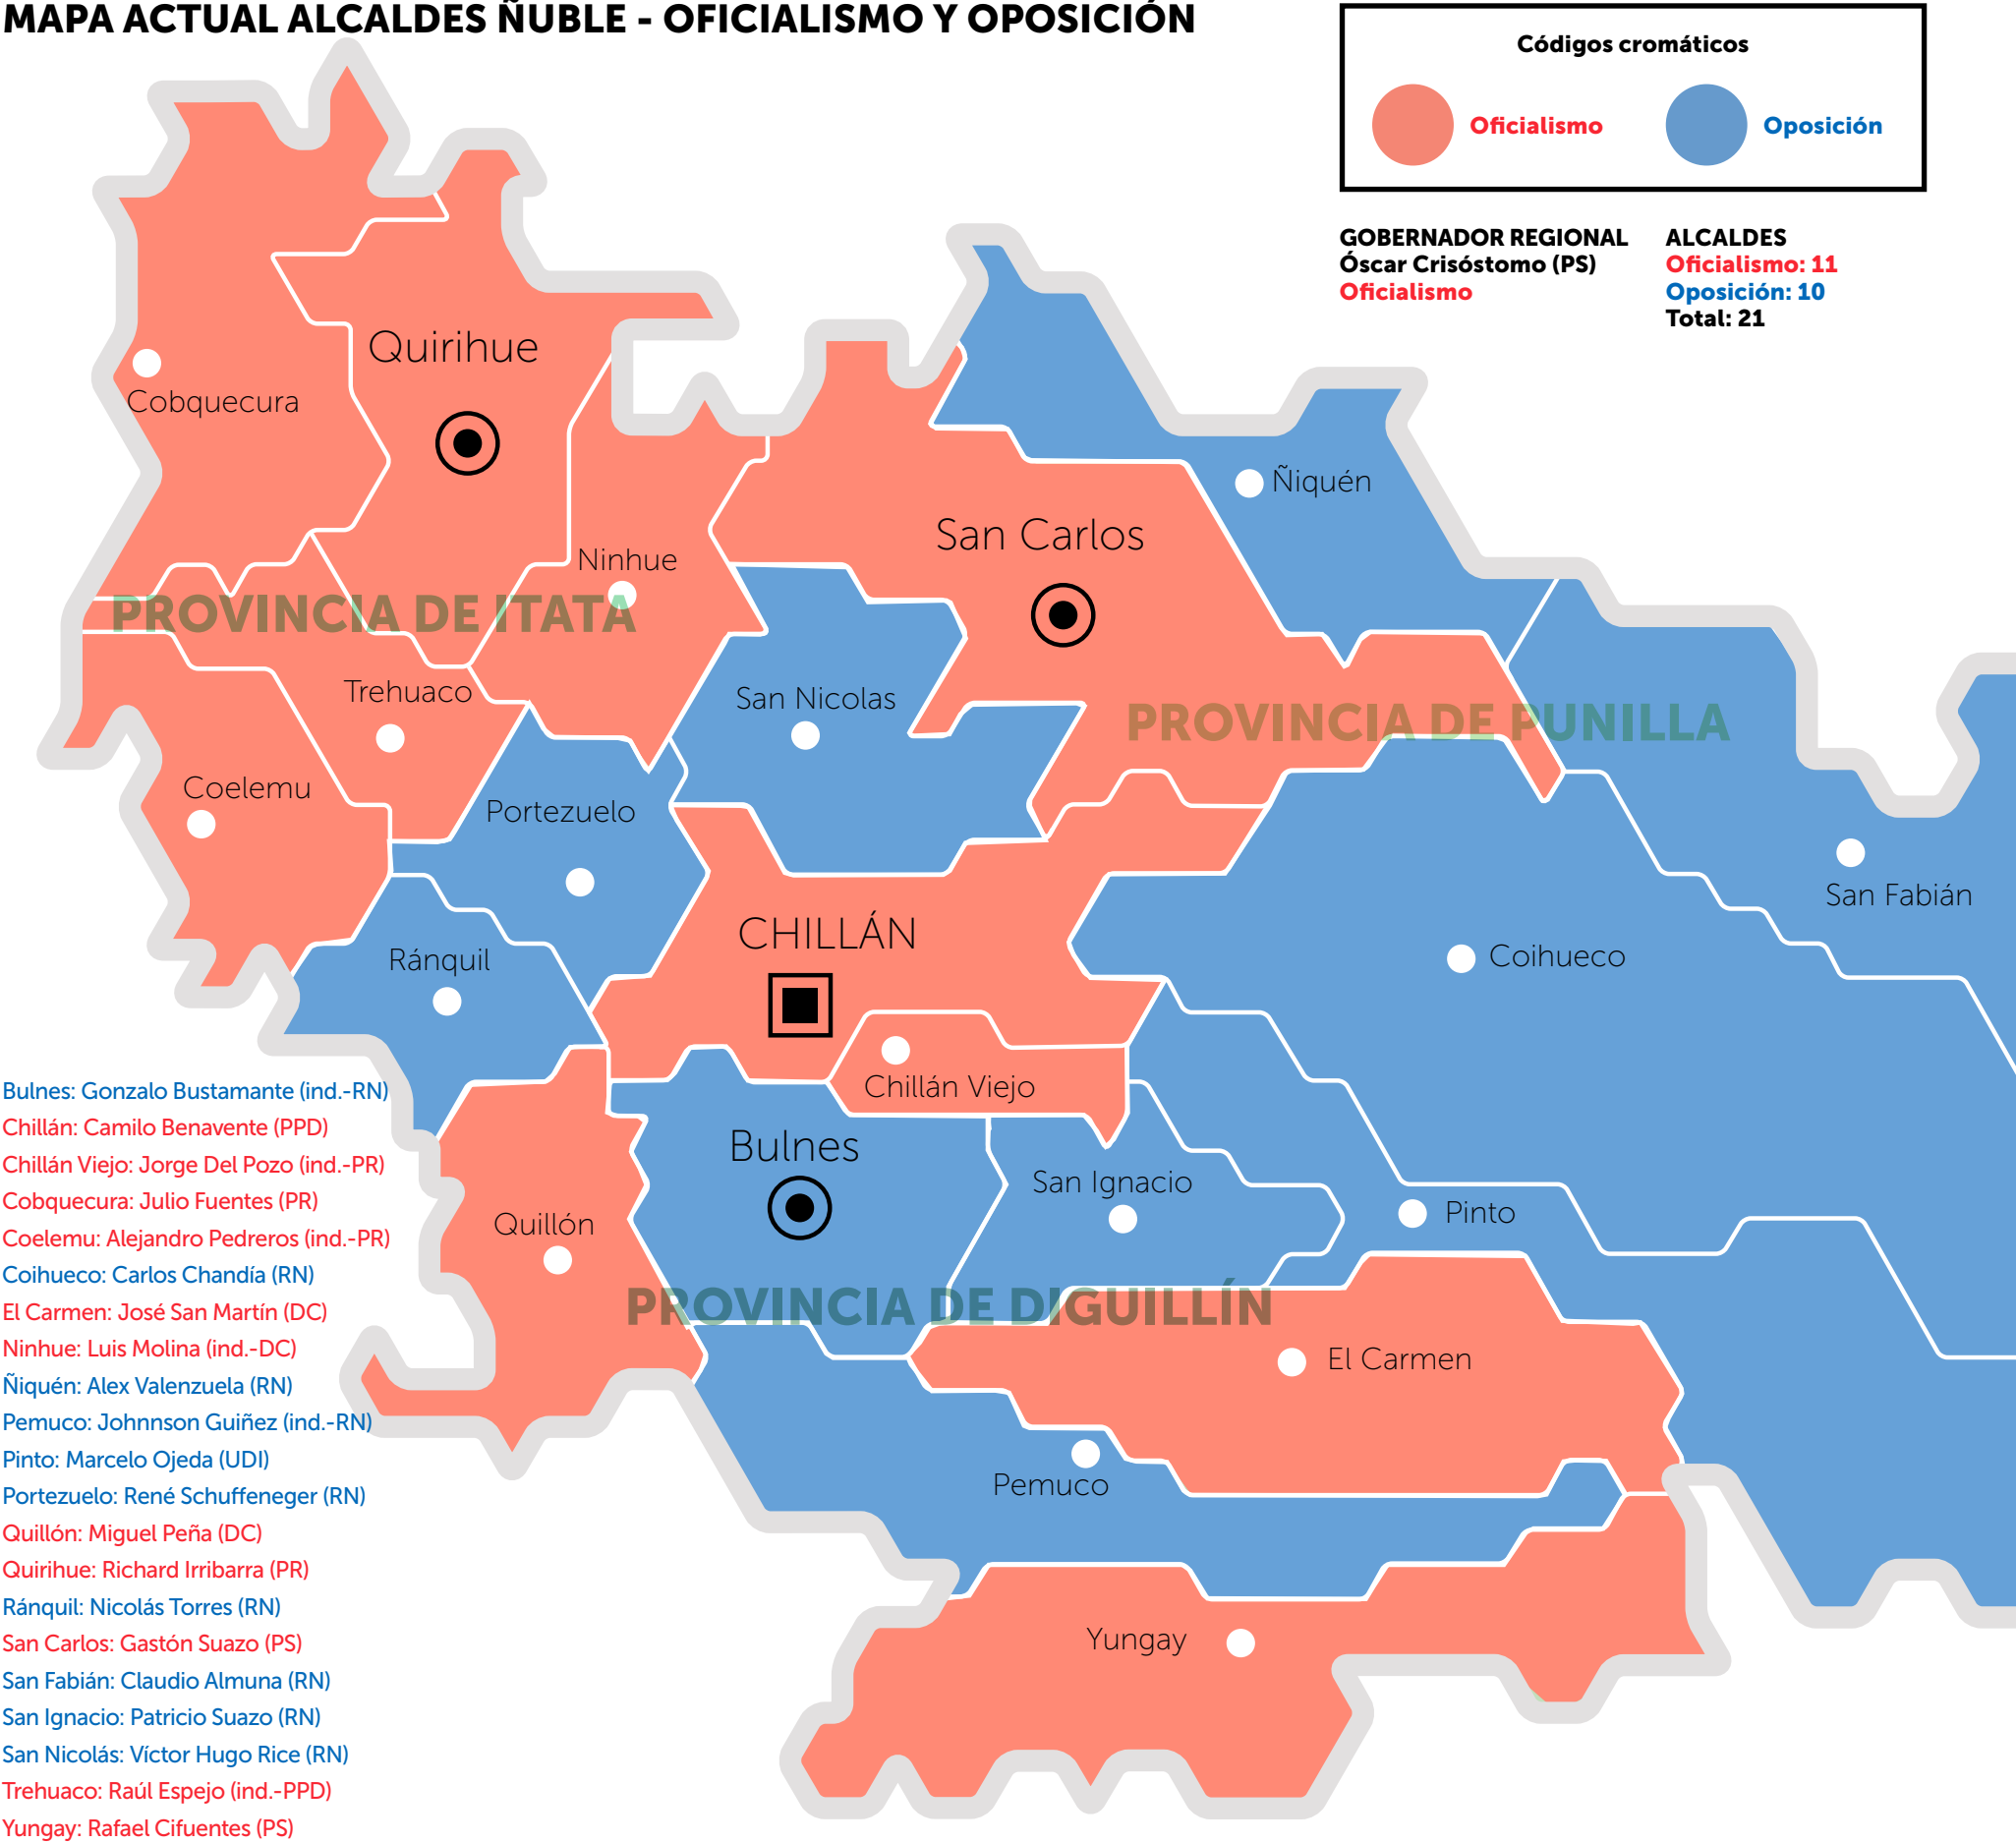 MAPA ACTUAL ALCALDES ÑUBLE - OFICIALISMO Y OPOSICIÓN
Códigos cromáticos
Oficialismo
Oposición
GOBERNADOR REGIONAL
Óscar Crisóstomo (PS)
Oficialismo
ALCALDES
Oficialismo: 11
Oposición: 10
Total: 21
Quirihue
Cobquecura
Ñiquén
San Carlos
Ninhue
PROVINCIA DE ITATA
Trehuaco
San Nicolas
PROVINCIA DE PUNILLA
Coelemu
Portezuelo
San Fabián
CHILLÁN
Ránquil
Coihueco
Chillán Viejo
Bulnes
San Ignacio
Pinto
Quillón
PROVINCIA DE DIGUILLÍN
El Carmen
Pemuco
Yungay
Bulnes: Gonzalo Bustamante (ind.-RN)
Chillán: Camilo Benavente (PPD)
Chillán Viejo: Jorge Del Pozo (ind.-PR)
Cobquecura: Julio Fuentes (PR)
Coelemu: Alejandro Pedreros (ind.-PR)
Coihueco: Carlos Chandía (RN)
El Carmen: José San Martín (DC)
Ninhue: Luis Molina (ind.-DC)
Ñiquén: Alex Valenzuela (RN)
Pemuco: Johnnson Guiñez (ind.-RN)
Pinto: Marcelo Ojeda (UDI)
Portezuelo: René Schuffeneger (RN)
Quillón: Miguel Peña (DC)
Quirihue: Richard Irribarra (PR)
Ránquil: Nicolás Torres (RN)
San Carlos: Gastón Suazo (PS)
San Fabián: Claudio Almuna (RN)
San Ignacio: Patricio Suazo (RN)
San Nicolás: Víctor Hugo Rice (RN)
Trehuaco: Raúl Espejo (ind.-PPD)
Yungay: Rafael Cifuentes (PS)